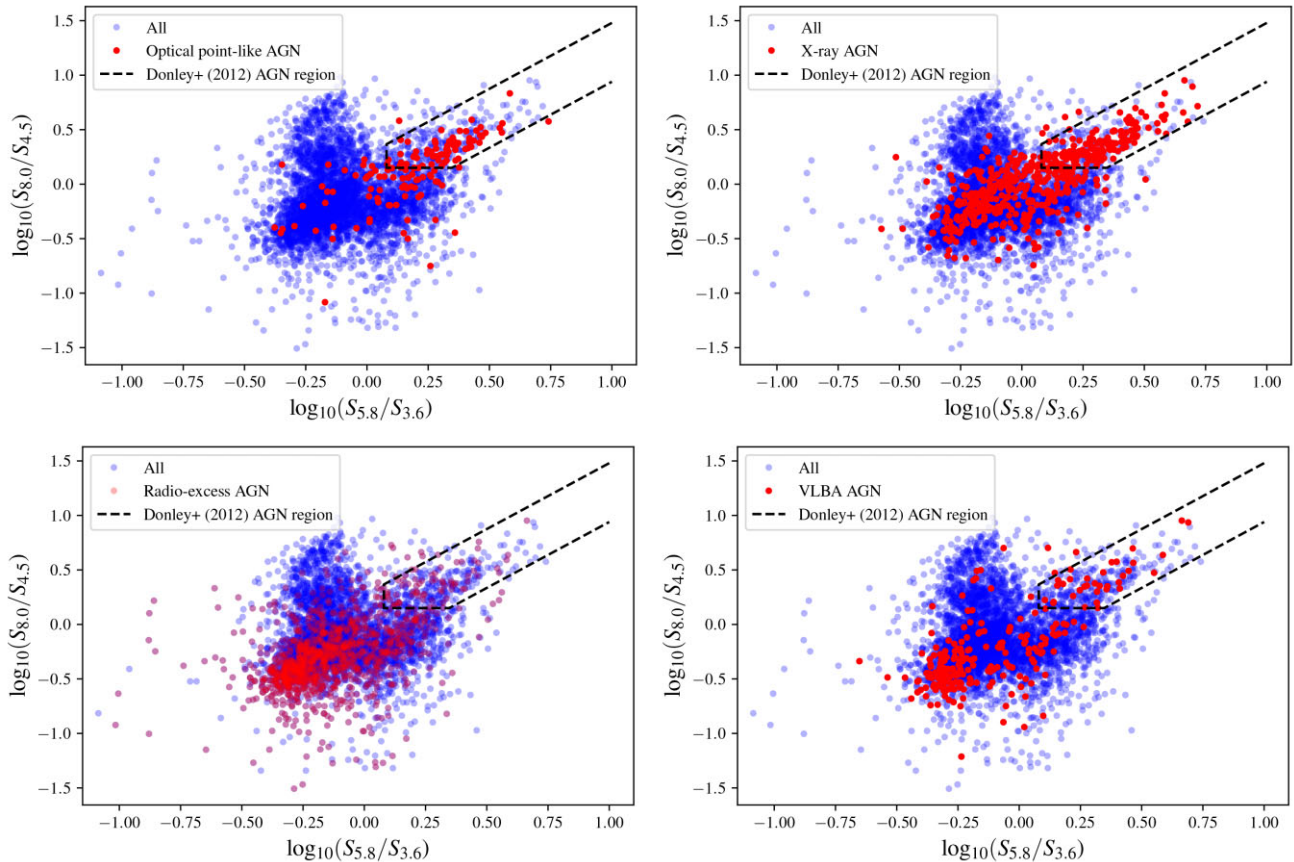 All
Optical point-like AGN
Donley+ (2012) AGN region
1.5
1.0
0.5
0.0
−0.5
−1.0
−1.5
log10(S8.0/S4.5)
−1.00 −0.75 −0.50 −0.25 0.00 0.25 0.50 0.75 1.00
log10(S5.8/S3.6)
All
X-ray AGN
Donley+ (2012) AGN region
1.5
1.0
0.5
0.0
−0.5
−1.0
−1.5
log10(S8.0/S4.5)
−1.00 −0.75 −0.50 −0.25 0.00 0.25 0.50 0.75 1.00
log10(S5.8/S3.6)
All
Radio-excess AGN
Donley+ (2012) AGN region
1.5
1.0
0.5
0.0
−0.5
−1.0
−1.5
log10(S8.0/S4.5)
−1.00 −0.75 −0.50 −0.25 0.00 0.25 0.50 0.75 1.00
log10(S5.8/S3.6)
All
VLBA AGN
Donley+ (2012) AGN region
1.5
1.0
0.5
0.0
−0.5
−1.0
−1.5
log10(S8.0/S4.5)
−1.00 −0.75 −0.50 −0.25 0.00 0.25 0.50 0.75 1.00
log10(S5.8/S3.6)